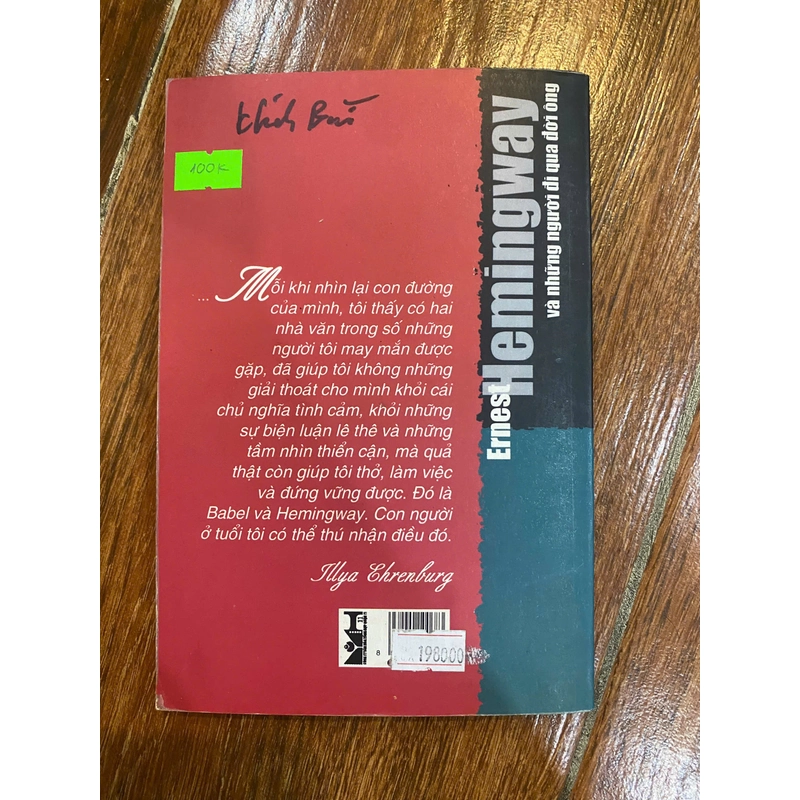 100K
Ernest
Hemingway
và những người đi qua đời ông
... Mỗi khi nhìn lại con đường
của mình, tôi thấy có hai
nhà văn trong số những
người tôi may mắn được
gặp, đã giúp tôi không những
giải thoát cho mình khỏi cái
chủ nghĩa tình cảm, khỏi những
sự biện luận lê thê và những
tầm nhìn thiển cận, mà quả
thật còn giúp tôi thở, làm việc
và đứng vững được. Đó là
Babel và Hemingway. Con người
ở tuổi tôi có thể thú nhận điều đó.
Illya Ehrenburg
8
198000